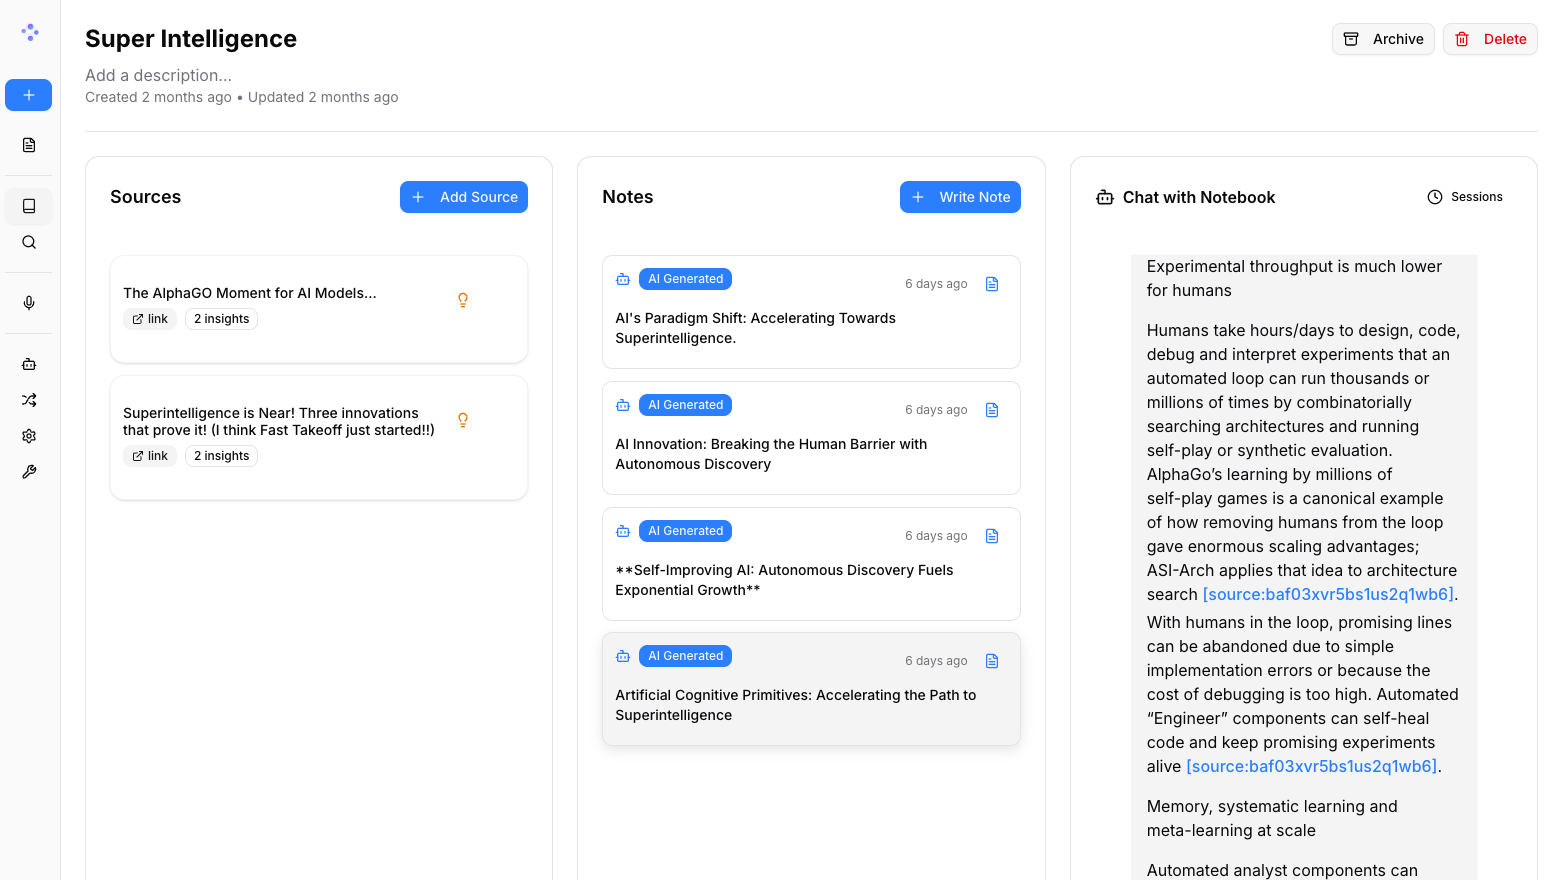 Super Intelligence
Archive
Delete
Add a description...
Created 2 months ago • Updated 2 months ago
Sources
Add Source
The AlphaGO Moment for AI Models...
link
2 insights
Superintelligence is Near! Three innovations
that prove it! (I think Fast Takeoff just started!!)
link
2 insights
Notes
Write Note
AI Generated
6 days ago
AI's Paradigm Shift: Accelerating Towards
Superintelligence.
AI Generated
6 days ago
AI Innovation: Breaking the Human Barrier with
Autonomous Discovery
AI Generated
6 days ago
**Self-Improving AI: Autonomous Discovery Fuels
Exponential Growth**
AI Generated
6 days ago
Artificial Cognitive Primitives: Accelerating the Path to
Superintelligence
Chat with Notebook
Sessions
Experimental throughput is much lower
for humans
Humans take hours/days to design, code,
debug and interpret experiments that an
automated loop can run thousands or
millions of times by combinatorially
searching architectures and running
self-play or synthetic evaluation.
AlphaGo’s learning by millions of
self-play games is a canonical example
of how removing humans from the loop
gave enormous scaling advantages;
ASI-Arch applies that idea to architecture
search [source:baf03xvr5bs1us2q1wb6].
With humans in the loop, promising lines
can be abandoned due to simple
implementation errors or because the
cost of debugging is too high. Automated
“Engineer” components can self-heal
code and keep promising experiments
alive [source:baf03xvr5bs1us2q1wb6].
Memory, systematic learning and
meta-learning at scale
Automated analyst components can